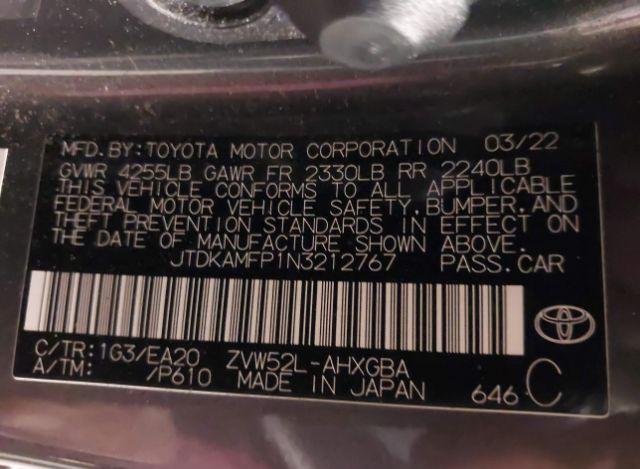 MFD. BY: TOYOTA MOTOR CORPORATION 03/22
GVWR 4255LB GAWR FR 2330LB RR 2240LB
THIS VEHICLE CONFORMS TO ALL APPLICABLE
FEDERAL MOTOR VEHICLE SAFETY, BUMPER, AND
THEFT PREVENTION STANDARDS IN EFFECT ON
THE DATE OF MANUFACTURE SHOWN ABOVE.
JTDKAMFP1N3212767 PASS. CAR
C/TR: 1G3/EA20 ZVW52L-AHXGBA
A/TM: /P610 MADE IN JAPAN 646 C